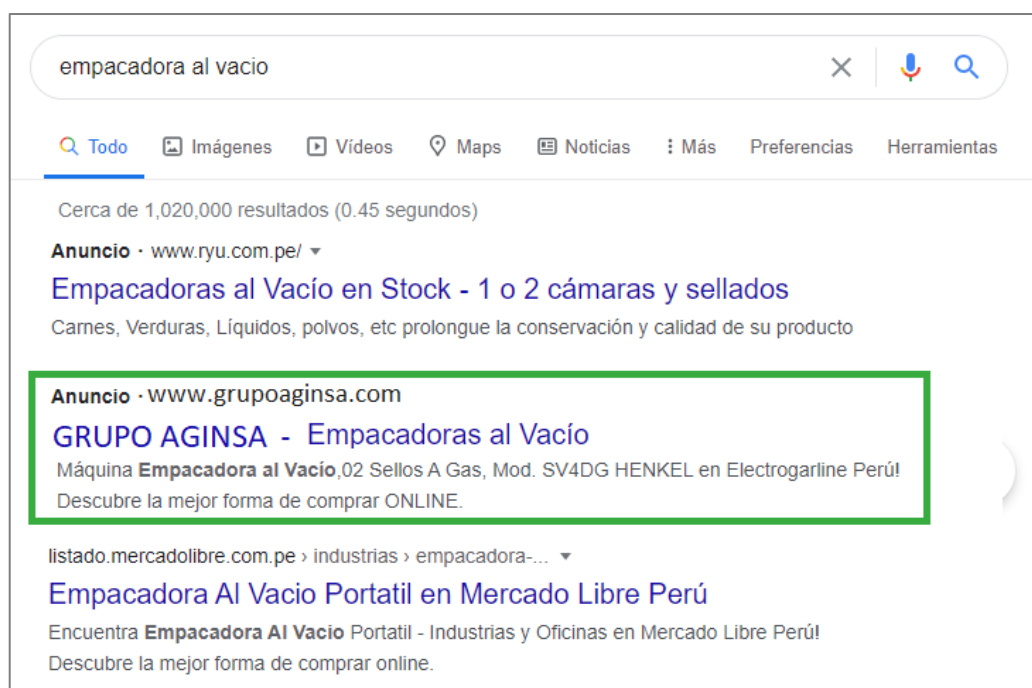 empacadora al vacio
Todo Imágenes Vídeos Maps Noticias Más Preferencias Herramientas
Cerca de 1,020,000 resultados (0.45 segundos)
Anuncio · www.ryu.com.pe/
Empacadoras al Vacío en Stock - 1 o 2 cámaras y sellados
Carnes, Verduras, Líquidos, polvos, etc prolongue la conservación y calidad de su producto
Anuncio · www.grupoaginsa.com
GRUPO AGINSA - Empacadoras al Vacío
Máquina Empacadora al Vacío,02 Sellos A Gas, Mod. SV4DG HENKEL en Electrogarline Perú!
Descubre la mejor forma de comprar ONLINE.
listado.mercadolibre.com.pe › industrias › empacadora-...
Empacadora Al Vacio Portatil en Mercado Libre Perú
Encuentra Empacadora Al Vacio Portatil - Industrias y Oficinas en Mercado Libre Perú!
Descubre la mejor forma de comprar online.